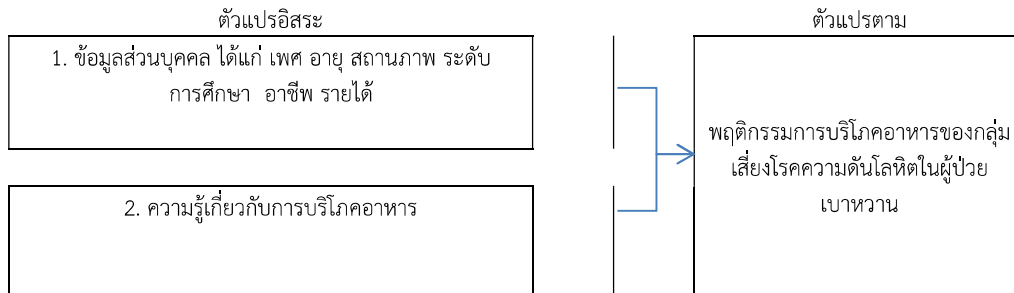 ตัวแปรอิสระ
ตัวแปรตาม
1. ข้อมูลส่วนบุคคล ได้แก่ เพศ อายุ สถานภาพ ระดับ
การศึกษา อาชีพ รายได้
2. ความรู้เกี่ยวกับการบริโภคอาหาร
พฤติกรรมการบริโภคอาหารของกลุ่ม
เสี่ยงโรคความดันโลหิตในผู้ป่วย
เบาหวาน